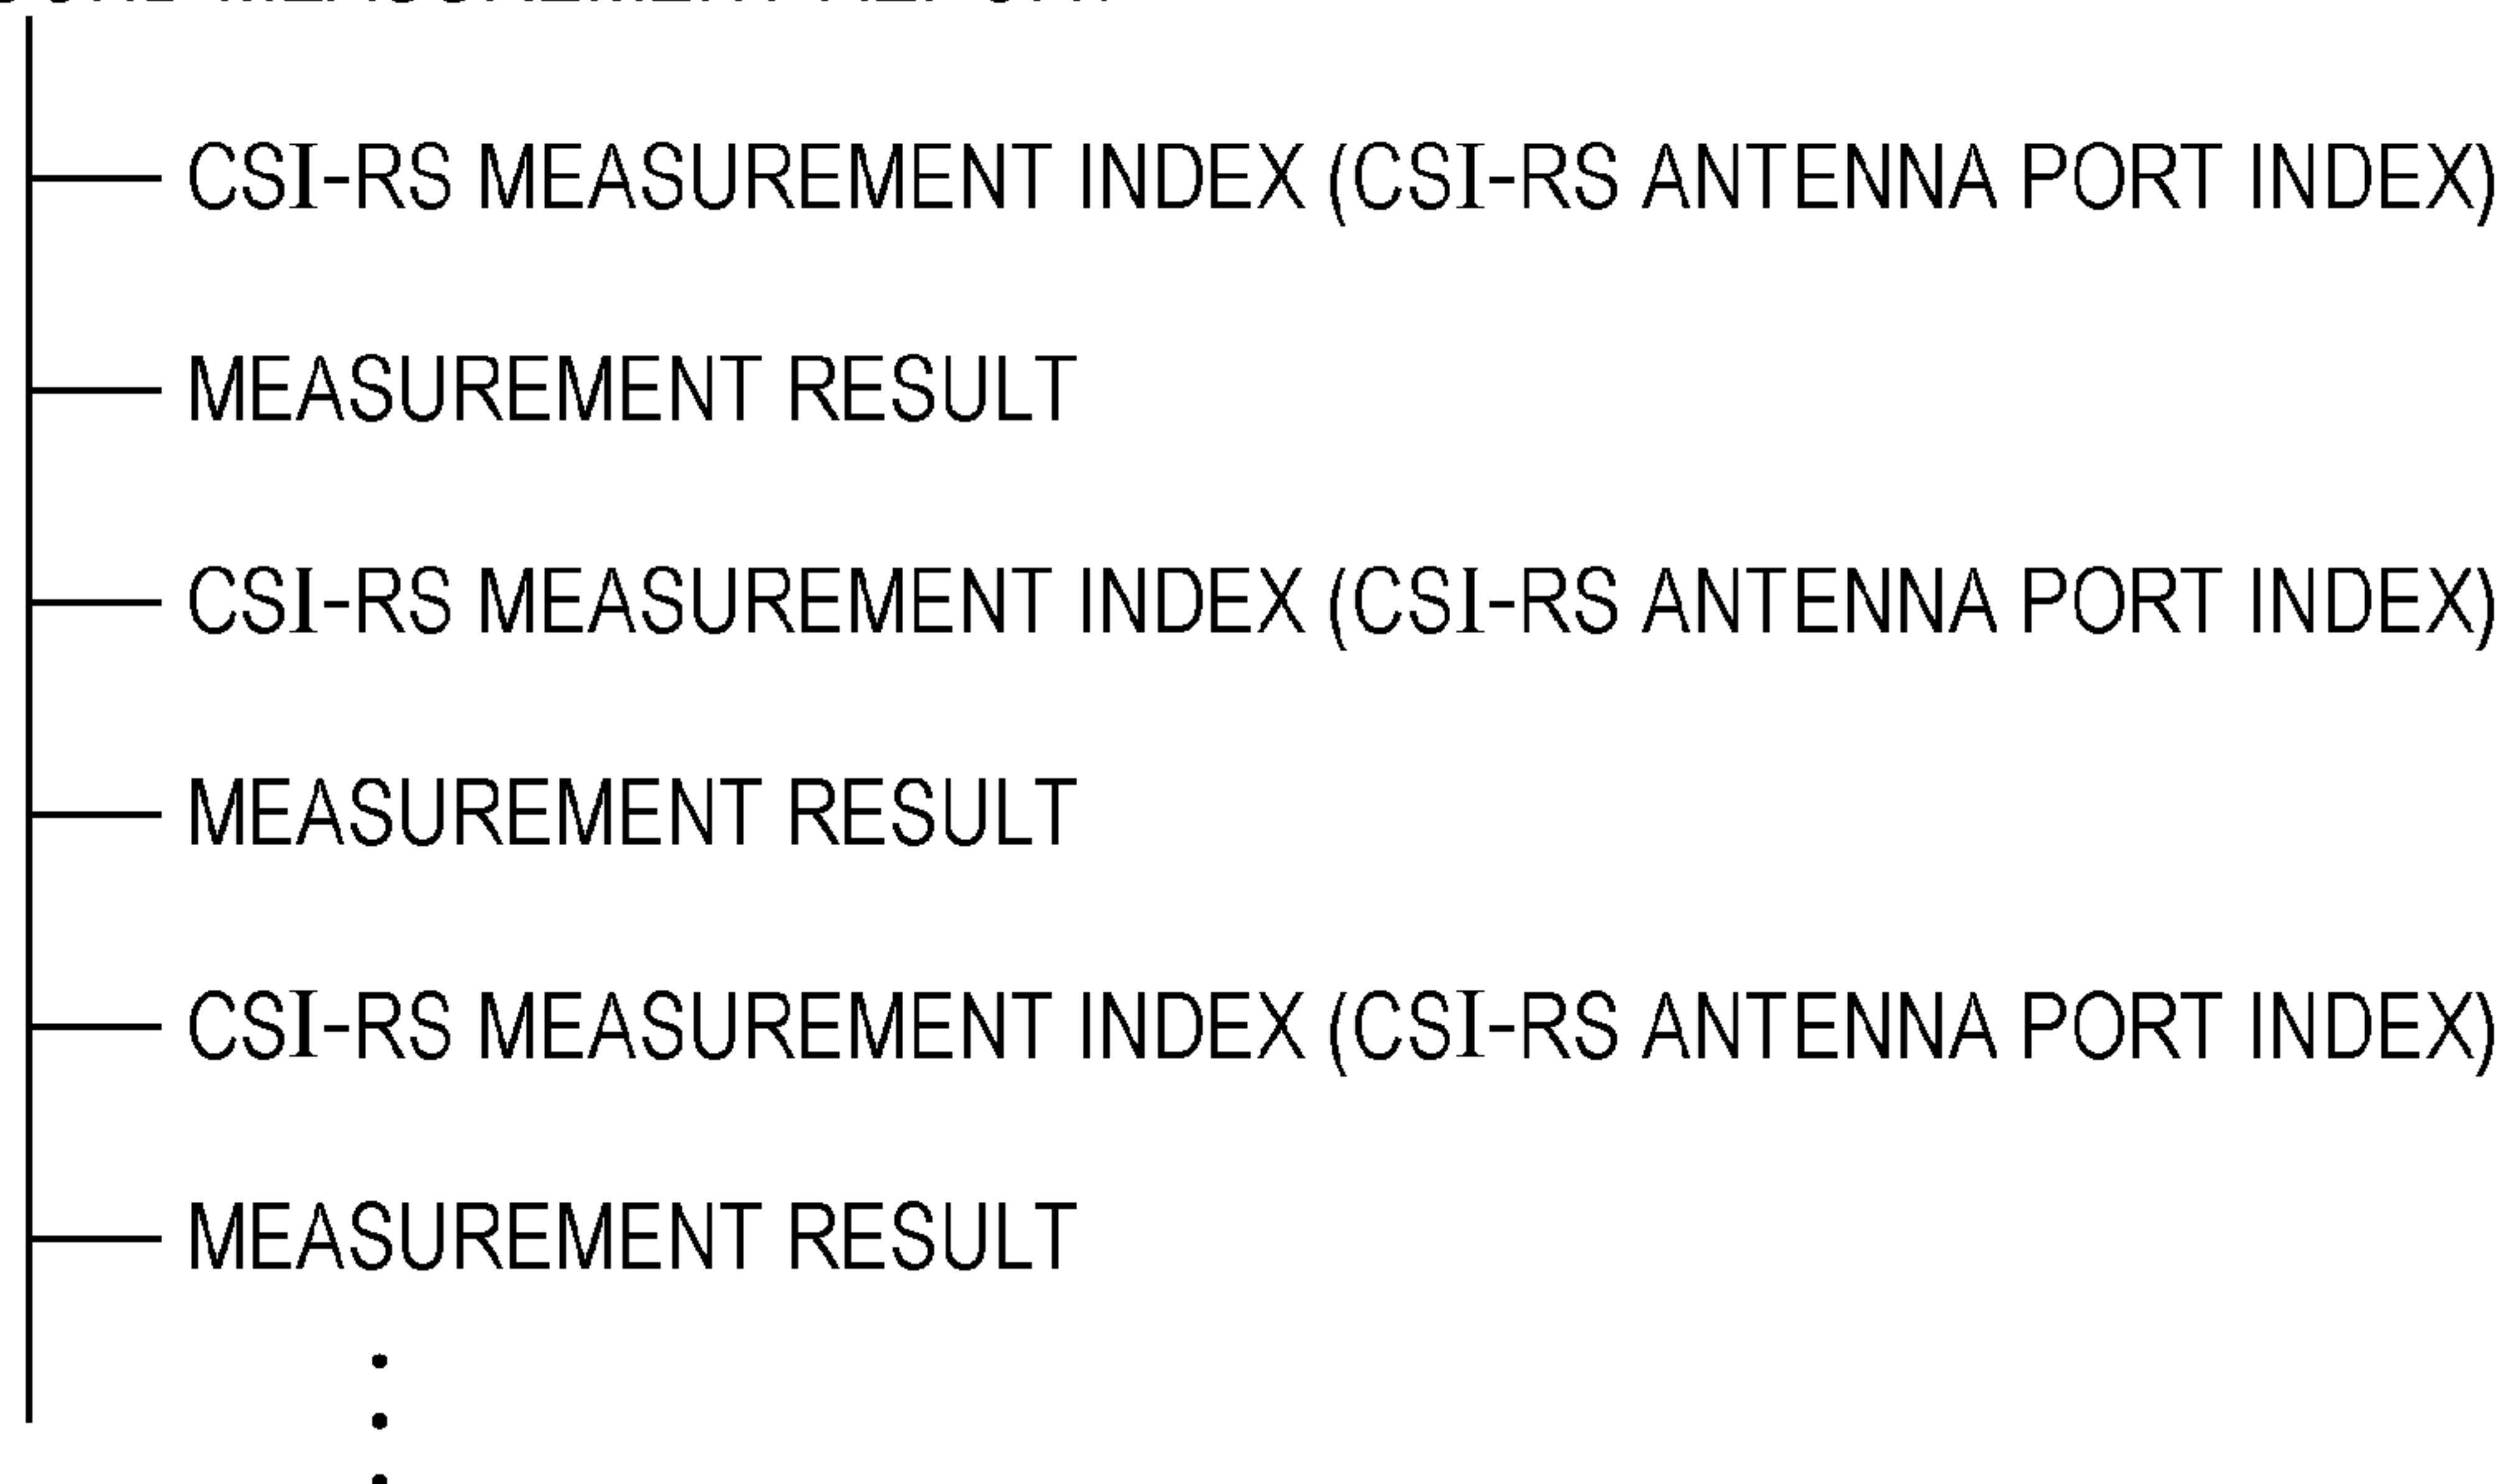 CSI-RS MEASUREMENT INDEX (CSI-RS ANTENNA PORT INDEX)
MEASUREMENT RESULT
CSI-RS MEASUREMENT INDEX (CSI-RS ANTENNA PORT INDEX)
MEASUREMENT RESULT
CSI-RS MEASUREMENT INDEX (CSI-RS ANTENNA PORT INDEX)
MEASUREMENT RESULT